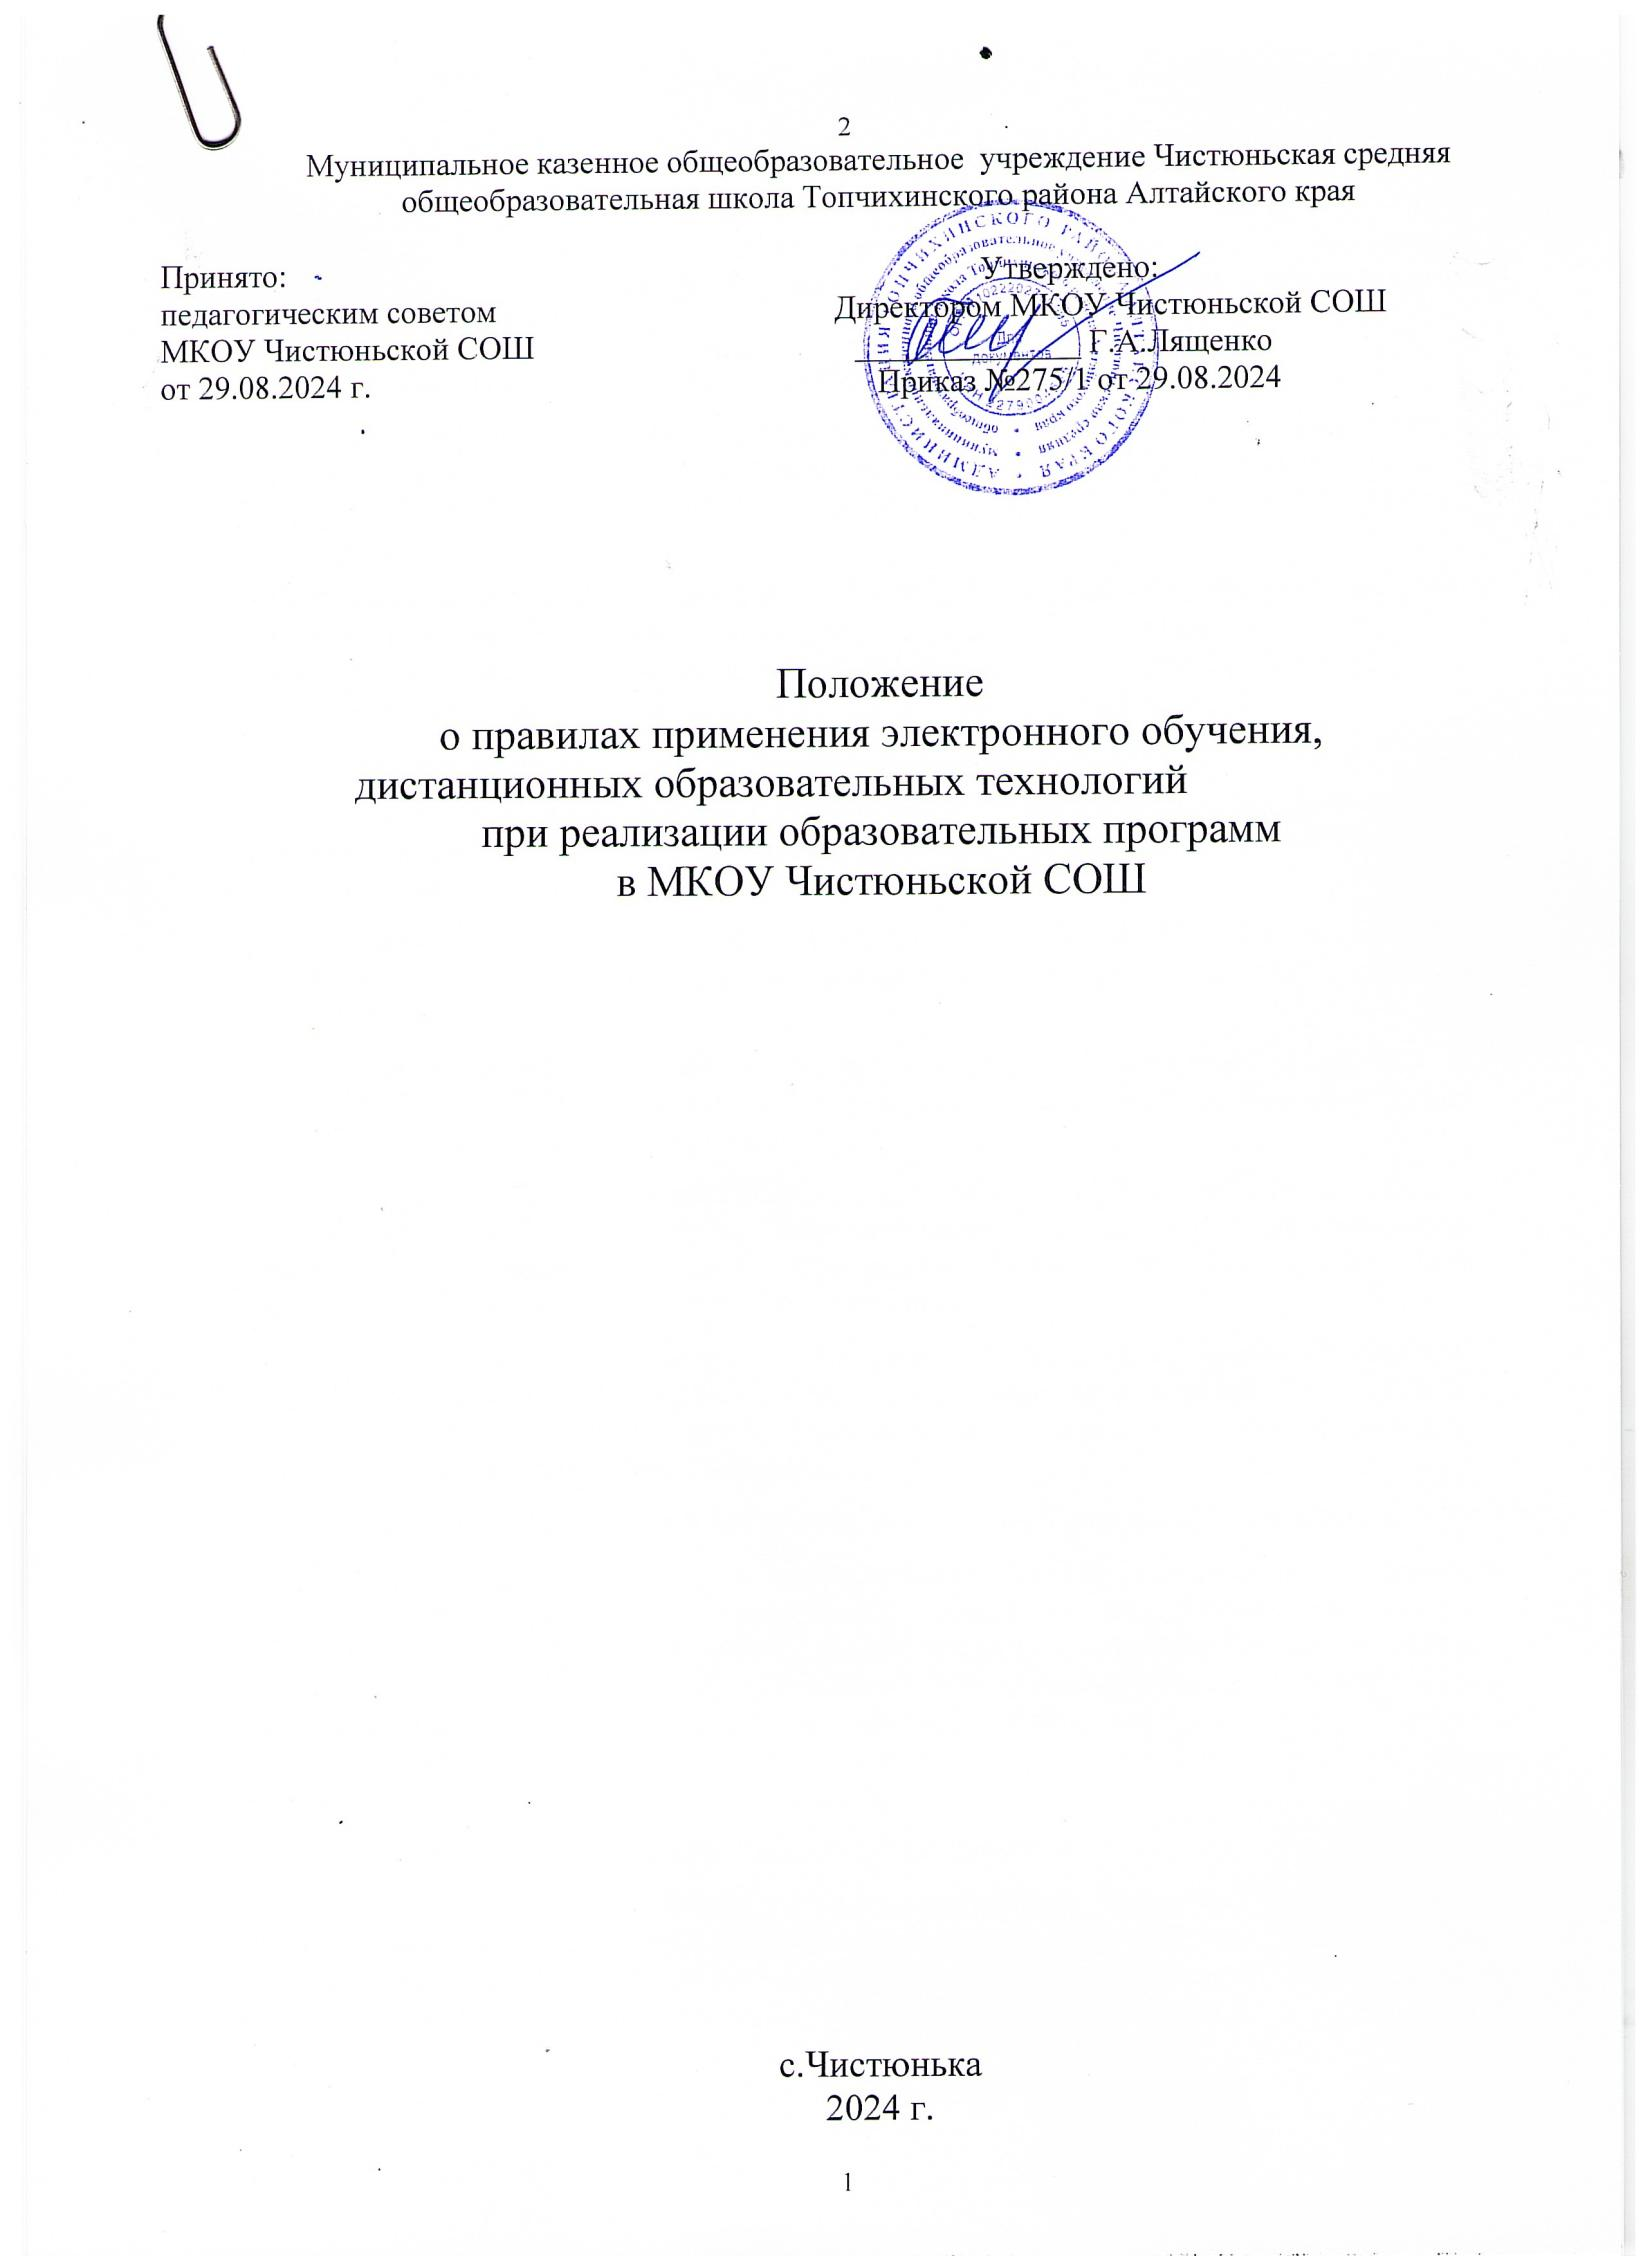 2
Муниципальное казенное общеобразовательное учреждение Чистюньская средняя
общеобразовательная школа Топчихинского района Алтайского края
Принято:
педагогическим советом
МКОУ Чистюньской СОШ
от 29.08.2024 г.
Утверждено:
Директором МКОУ Чистюньской СОШ
Г.А.Лященко
Приказ №275/1 от 29.08.2024
Для
документов
Положение
о правилах применения электронного обучения,
дистанционных образовательных технологий
при реализации образовательных программ
в МКОУ Чистюньской СОШ
с.Чистюнька
2024 г.
1